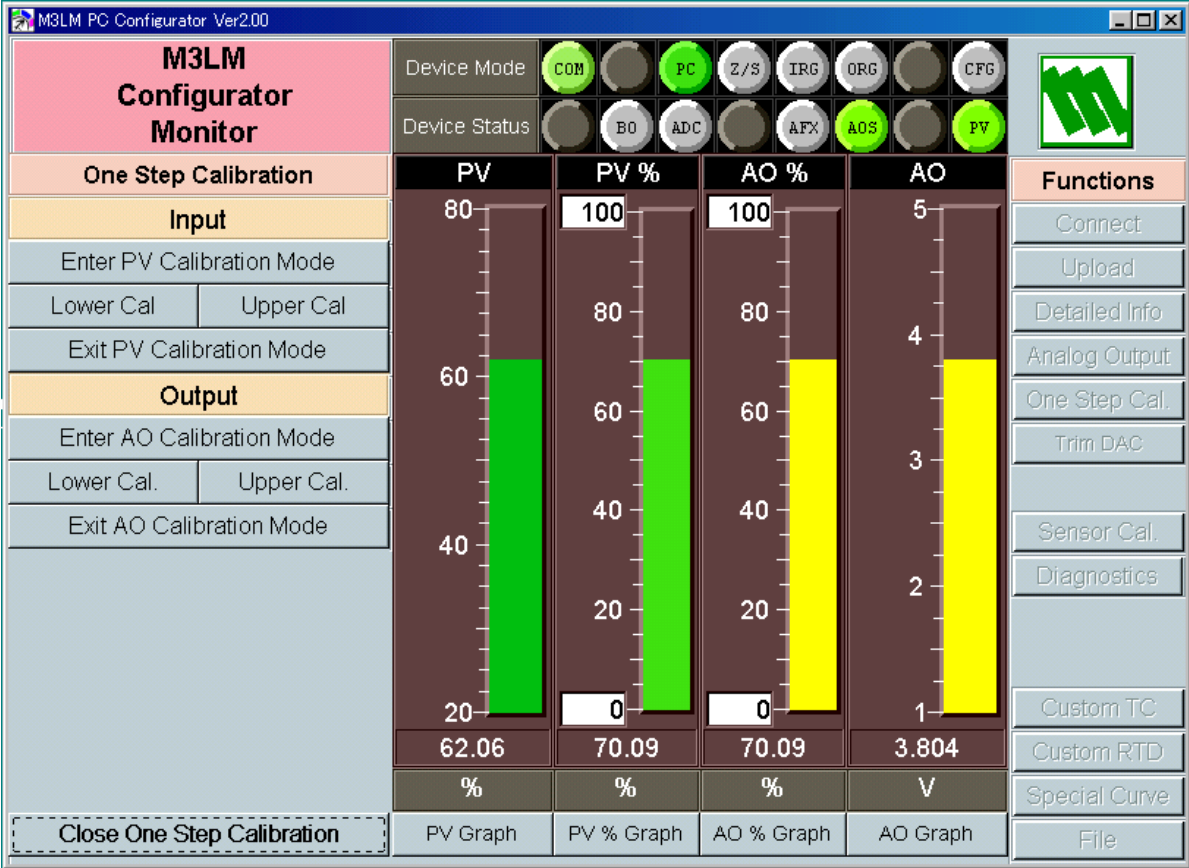 M3LM PC Configurator Ver2.00
M3LM
Configurator
Monitor
One Step Calibration
Input
Enter PV Calibration Mode
Lower Cal Upper Cal
Exit PV Calibration Mode
Output
Enter AO Calibration Mode
Lower Cal. Upper Cal.
Exit AO Calibration Mode
Close One Step Calibration
Device Mode COM PC Z/S IRG ORG CFG
Device Status BO ADC AFX AOS PV
PV PV % AO % AO
80 100 100 5
80 80
4
60
60 60
3
40 40
40
2
20 20
20 0 0 1
62.06 70.09 70.09 3.804
% % % V
PV Graph PV % Graph AO % Graph AO Graph
Functions
Connect
Upload
Detailed Info
Analog Output
One Step Cal.
Trim DAC
Sensor Cal.
Diagnostics
Custom TC
Custom RTD
Special Curve
File